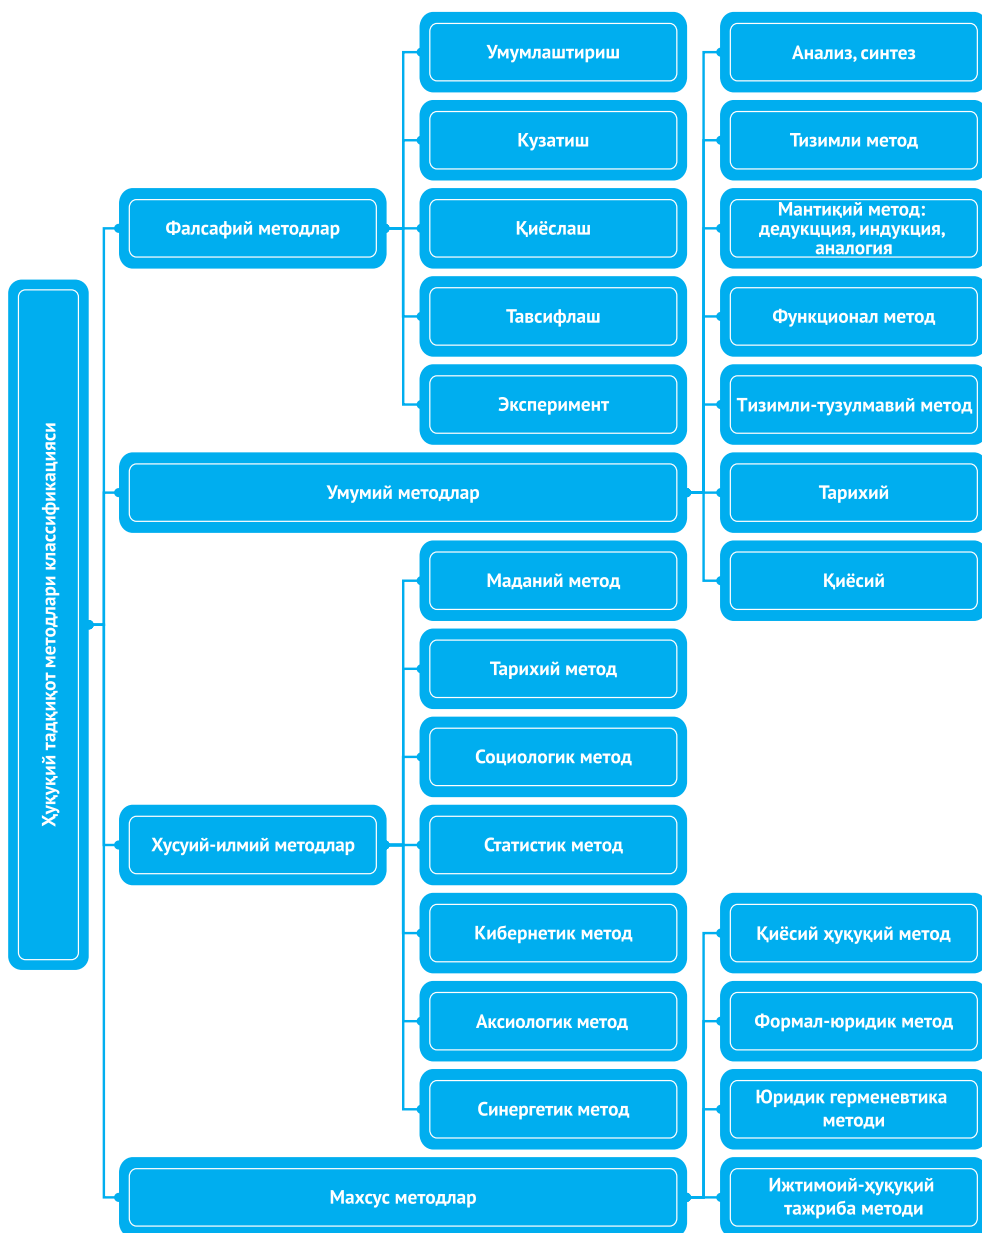 Ҳуқуқий тадқиқот методлари классификацияси
Фалсафий методлар
Умумлаштириш
Кузатиш
Қиёслаш
Тавсифлаш
Эксперимент
Умумий методлар
Анализ, синтез
Тизимли метод
Мантиқий метод:
дедукцция, индукция,
аналогия
Функционал метод
Тизимли-тузулмавий метод
Тарихий
Қиёсий
Хусуий-илмий методлар
Маданий метод
Тарихий метод
Социологик метод
Статистик метод
Кибернетик метод
Аксиологик метод
Синергетик метод
Махсус методлар
Қиёсий ҳуқуқий метод
Формал-юридик метод
Юридик герменевтика
методи
Ижтимоий-ҳуқуқий
тажриба методи